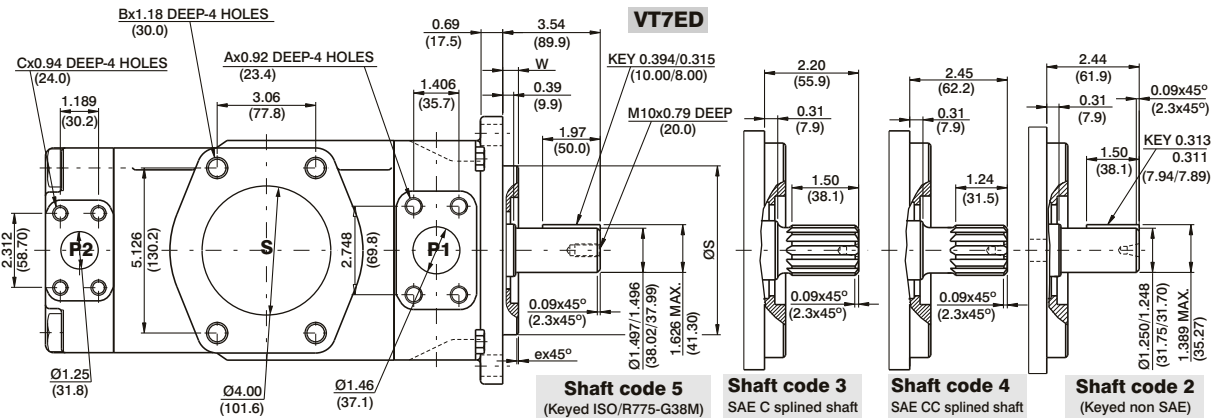 VT7ED
Bx1.18 DEEP-4 HOLES
(30.0)
Cx0.94 DEEP-4 HOLES
(24.0)
Ax0.92 DEEP-4 HOLES
(23.4)
1.189
(30.2)
3.06
(77.8)
1.406
(35.7)
0.69
(17.5)
3.54
(89.9)
W
0.39
(9.9)
KEY 0.394/0.315
(10.00/8.00)
M10x0.79 DEEP
(20.0)
1.97
(50.0)
2.312
(58.70)
P2
5.126
(130.2)
S
2.748
(69.8)
P1
ØS
0.09x45º
(2.3x45º)
Ø1.497/1.496
(38.02/37.99)
1.626 MAX.
(41.30)
ex45º
Ø1.25
(31.8)
Ø4.00
(101.6)
Ø1.46
(37.1)
Shaft code 5
(Keyed ISO/R775-G38M)
2.20
(55.9)
0.31
(7.9)
1.50
(38.1)
0.09x45º
(2.3x45º)
Shaft code 3
SAE C splined shaft
2.45
(62.2)
0.31
(7.9)
1.24
(31.5)
0.09x45º
(2.3x45º)
Shaft code 4
SAE CC splined shaft
2.44
(61.9)
0.09x45º
(2.3x45º)
0.31
(7.9)
KEY 0.313
0.311
(7.94/7.89)
1.50
(38.1)
Ø1.250/1.248
(31.75/31.70)
1.389 MAX.
(35.27)
Shaft code 2
(Keyed non SAE)